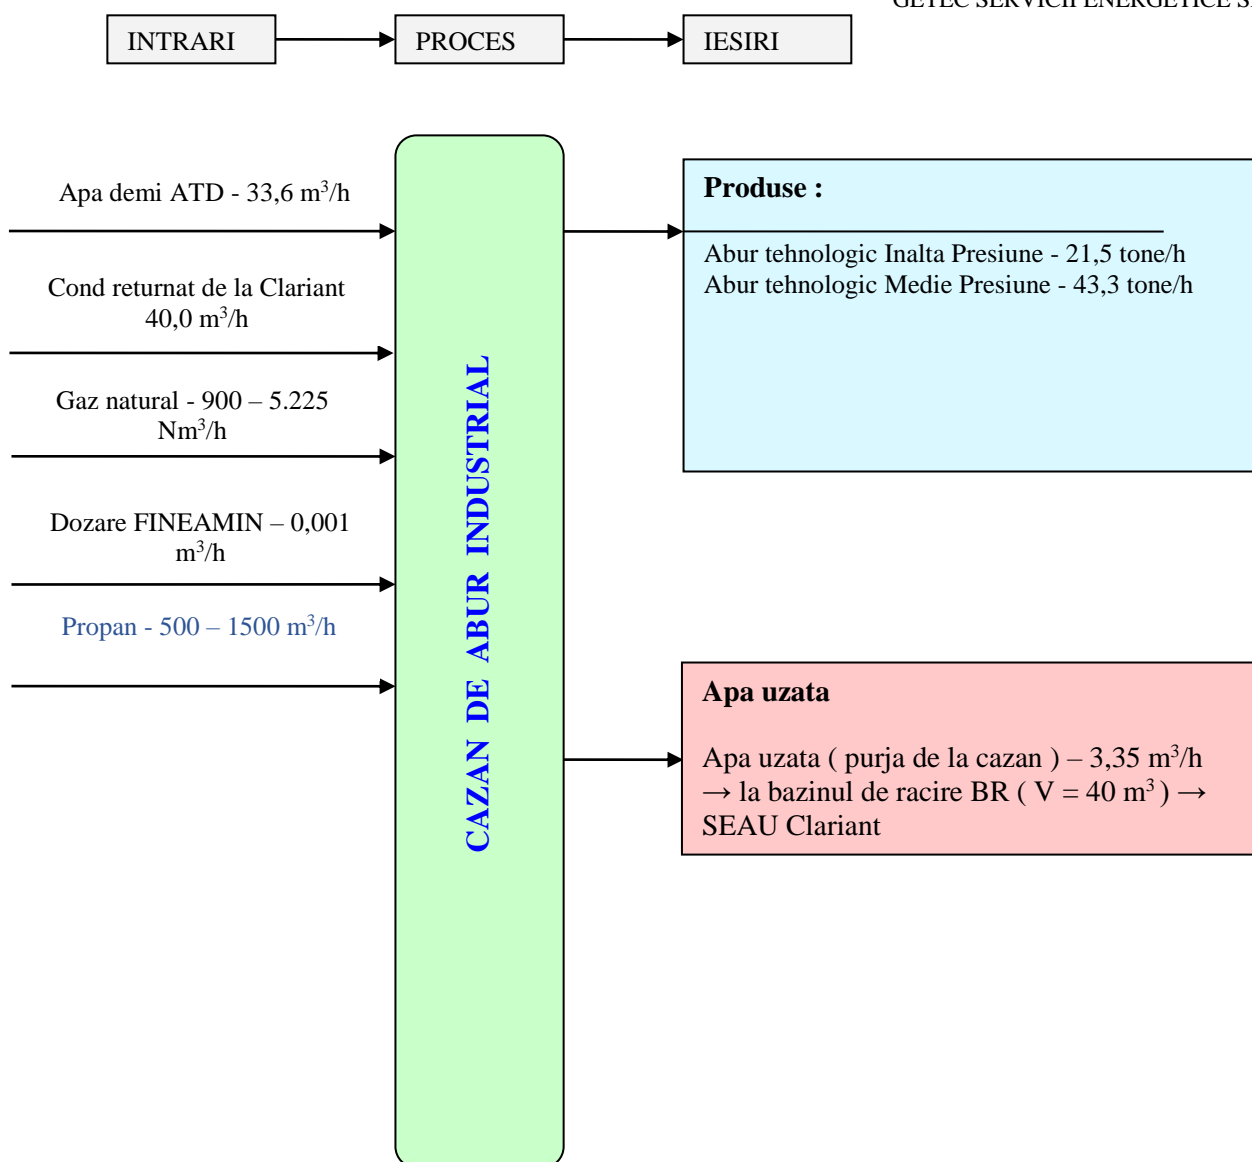 GETEC SERVICII ENERGETICE
INTRARI
PROCES
IESIRI
Apa demi ATD - 33,6 m³/h
Cond returnat de la Clariant
40,0 m³/h
Gaz natural - 900 – 5.225
Nm³/h
Dozare FINEAMIN – 0,001
m³/h
Propan - 500 – 1500 m³/h
CAZAN DE ABUR INDUSTRIAL
Produse :
Abur tehnologic Inalta Presiune - 21,5 tone/h
Abur tehnologic Medie Presiune - 43,3 tone/h
Apa uzata
Apa uzata ( purja de la cazan ) – 3,35 m³/h
→ la bazinul de racire BR ( V = 40 m³ ) →
SEAU Clariant